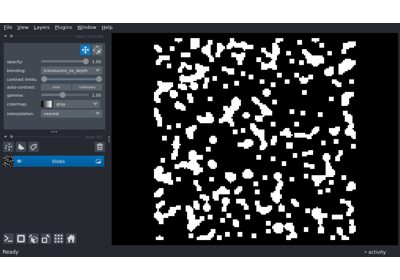 File View Layers Plugins Window Help
opacity: 1.00
blending: translucent_no_depth
contrast limits:
auto-contrast: once continuous
gamma: 1.00
colormap: gray
interpolation: nearest
blobs
Ready
activity